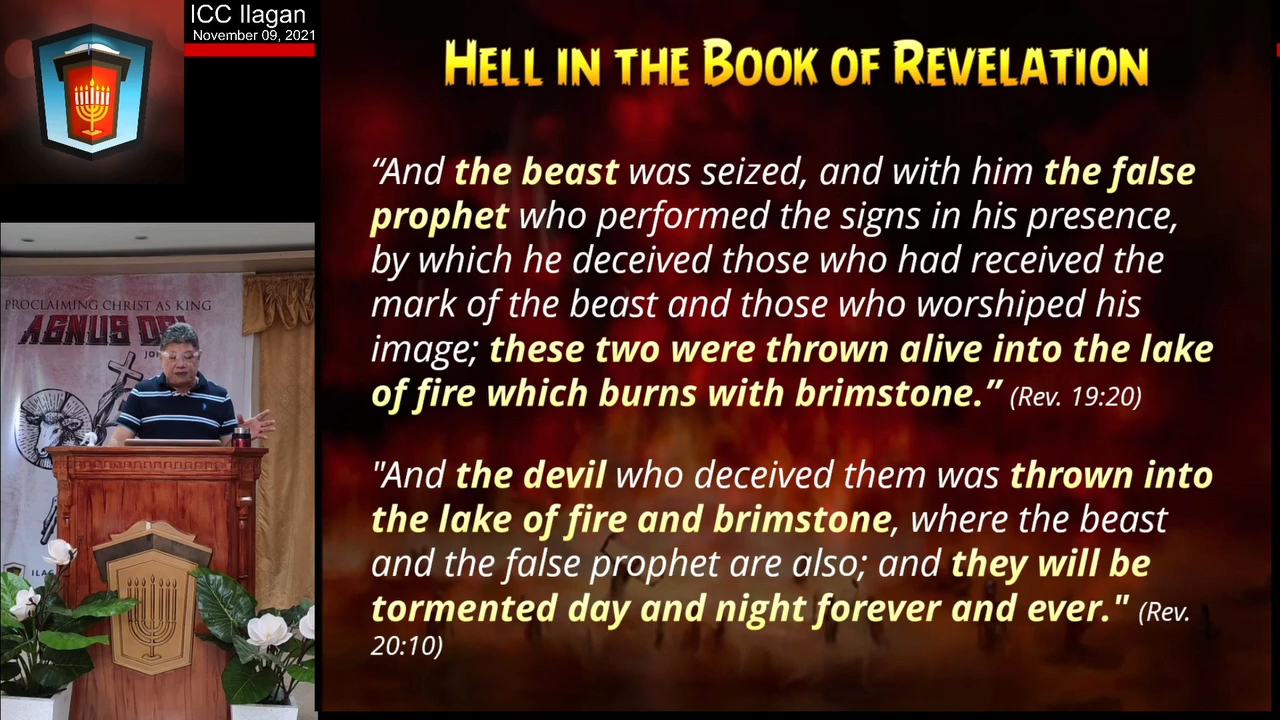 ICC Ilagan
November 09, 2021
HELL IN THE BOOK OF REVELATION
“And the beast was seized, and with him the false
prophet who performed the signs in his presence,
by which he deceived those who had received the
mark of the beast and those who worshiped his
image; these two were thrown alive into the lake
of fire which burns with brimstone.” (Rev. 19:20)
"And the devil who deceived them was thrown into
the lake of fire and brimstone, where the beast
and the false prophet are also; and they will be
tormented day and night forever and ever." (Rev.
20:10)
PROCLAIMING CHRIST AS KING
AGNUS